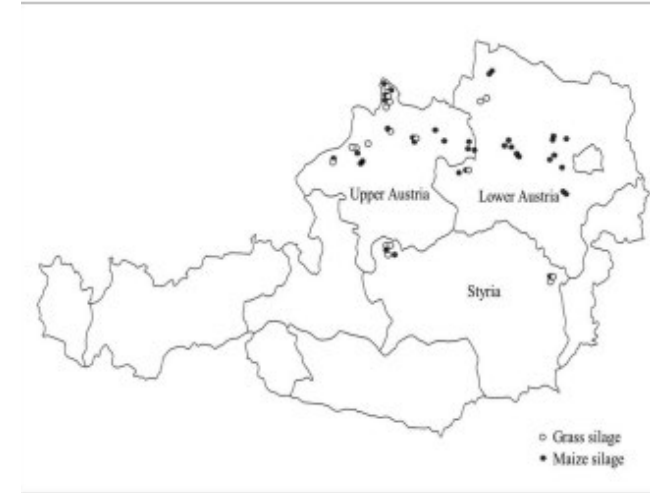 Upper Austria
Lower Austria
Styria
Grass silage
Maize silage